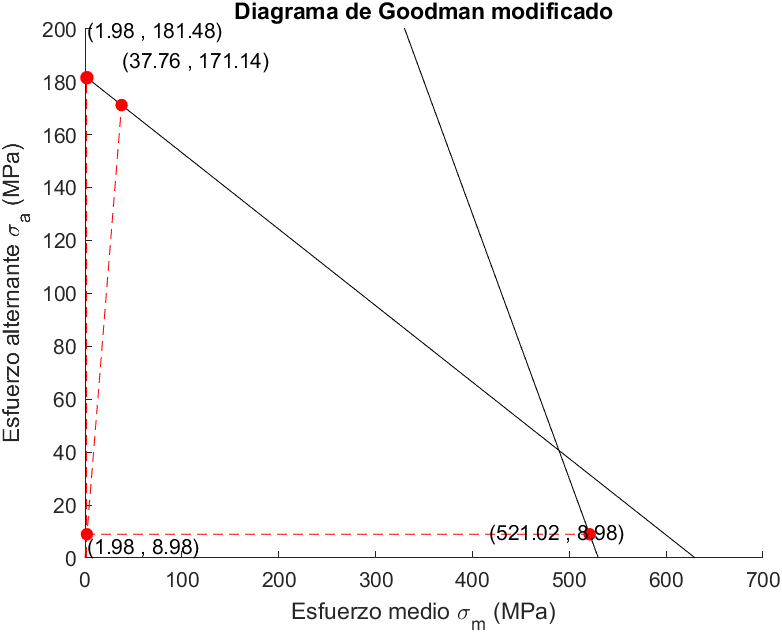 Diagrama de Goodman modificado
(1.98 , 181.48)
(37.76 , 171.14)
(521.02 , 8.98)
(1.98 , 8.98)
200
180
160
140
120
100
80
60
40
20
0
0 100 200 300 400 500 600 700
Esfuerzo alternante σa (MPa)
Esfuerzo medio σm (MPa)